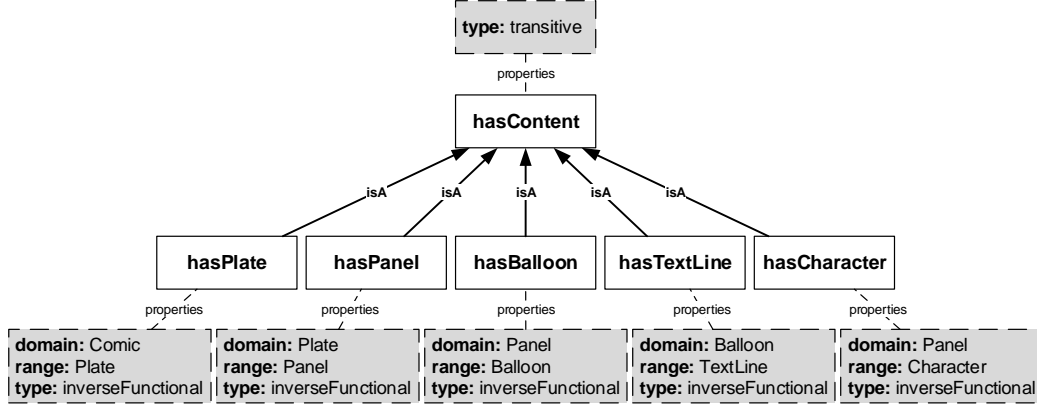 type: transitive
properties
hasContent
isA isA isA isA isA
hasPlate hasPanel hasBalloon hasTextLine hasCharacter
properties properties properties properties properties
domain: Comic
range: Plate
type: inverseFunctional
domain: Plate
range: Panel
type: inverseFunctional
domain: Panel
range: Balloon
type: inverseFunctional
domain: Balloon
range: TextLine
type: inverseFunctional
domain: Panel
range: Character
type: inverseFunctional